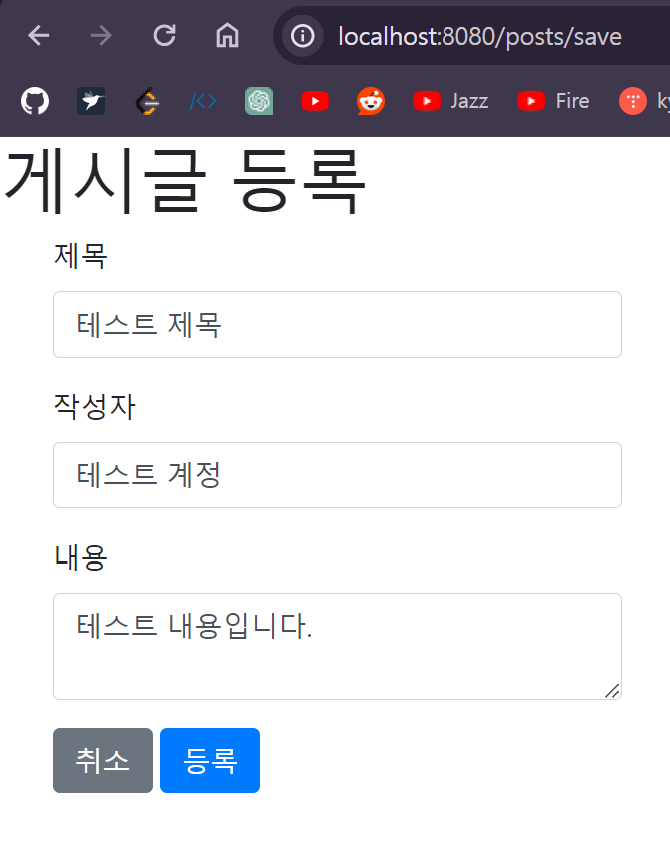 localhost:8080/posts/save
Jazz Fire
게시글 등록
제목
테스트 제목
작성자
테스트 계정
내용
테스트 내용입니다.
취소 등록